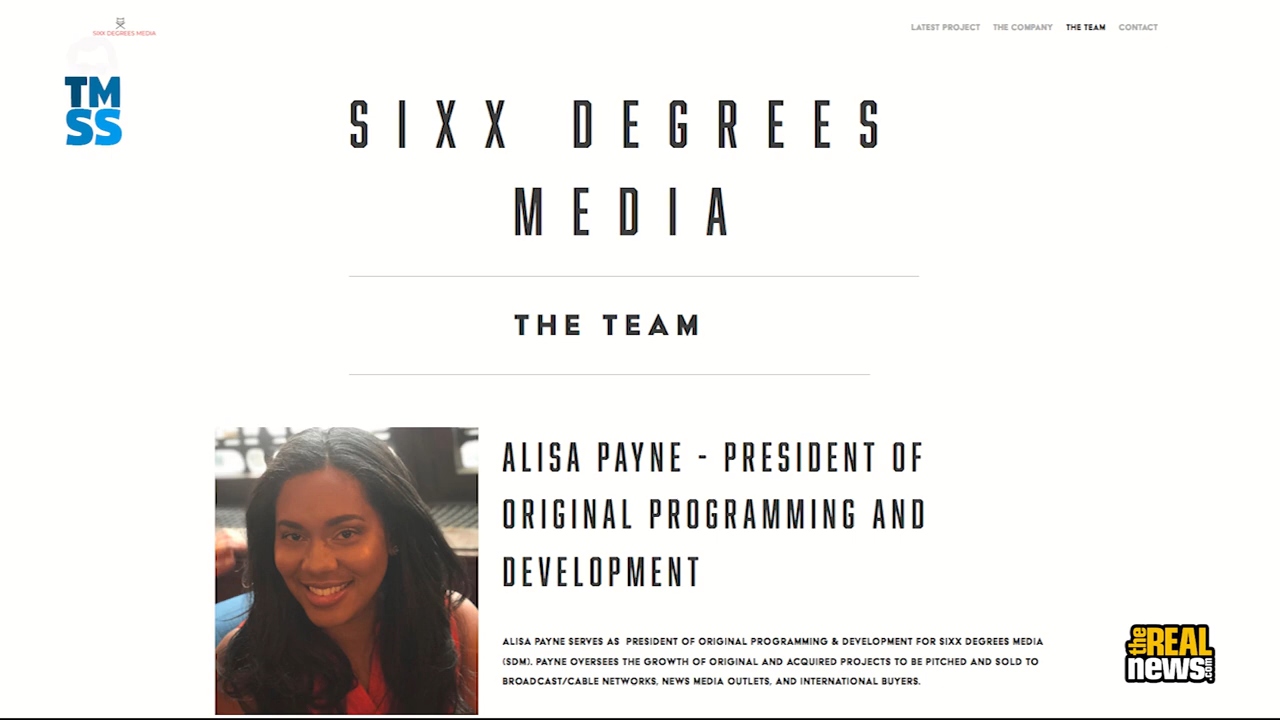 SIXX DEGREES MEDIA
LATEST PROJECT THE COMPANY THE TEAM CONTACT
TM
SS
SIXX DEGREES
MEDIA
THE TEAM
ALISA PAYNE - PRESIDENT OF
ORIGINAL PROGRAMMING AND
DEVELOPMENT
ALISA PAYNE SERVES AS PRESIDENT OF ORIGINAL PROGRAMMING & DEVELOPMENT FOR SIXX DEGREES MEDIA
(SDM). PAYNE OVERSEES THE GROWTH OF ORIGINAL AND ACQUIRED PROJECTS TO BE PITCHED AND SOLD TO
BROADCAST/CABLE NETWORKS, NEWS MEDIA OUTLETS, AND INTERNATIONAL BUYERS.
the REAL
news.com